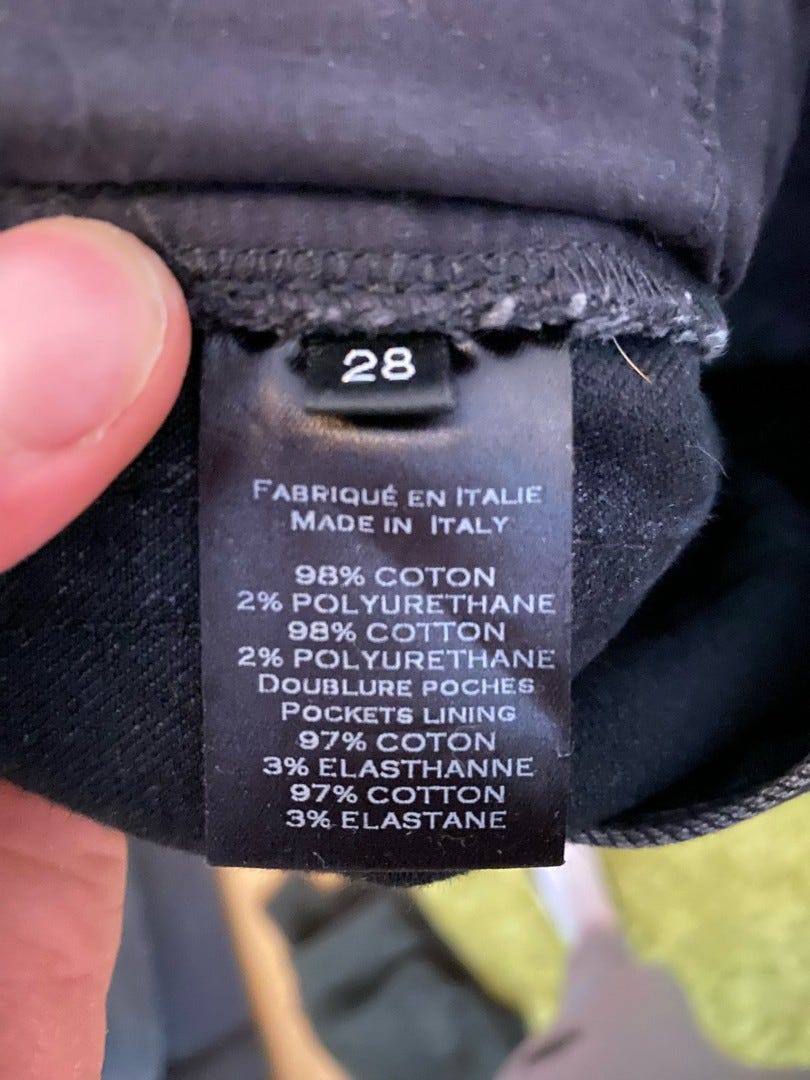 28
FABRIQUÉ EN ITALIE
MADE IN ITALY
98% COTON
2% POLYURETHANE
98% COTTON
2% POLYURETHANE
DOUBLURE POCHES
POCKETS LINING
97% COTON
3% ELASTHANNE
97% COTTON
3% ELASTANE